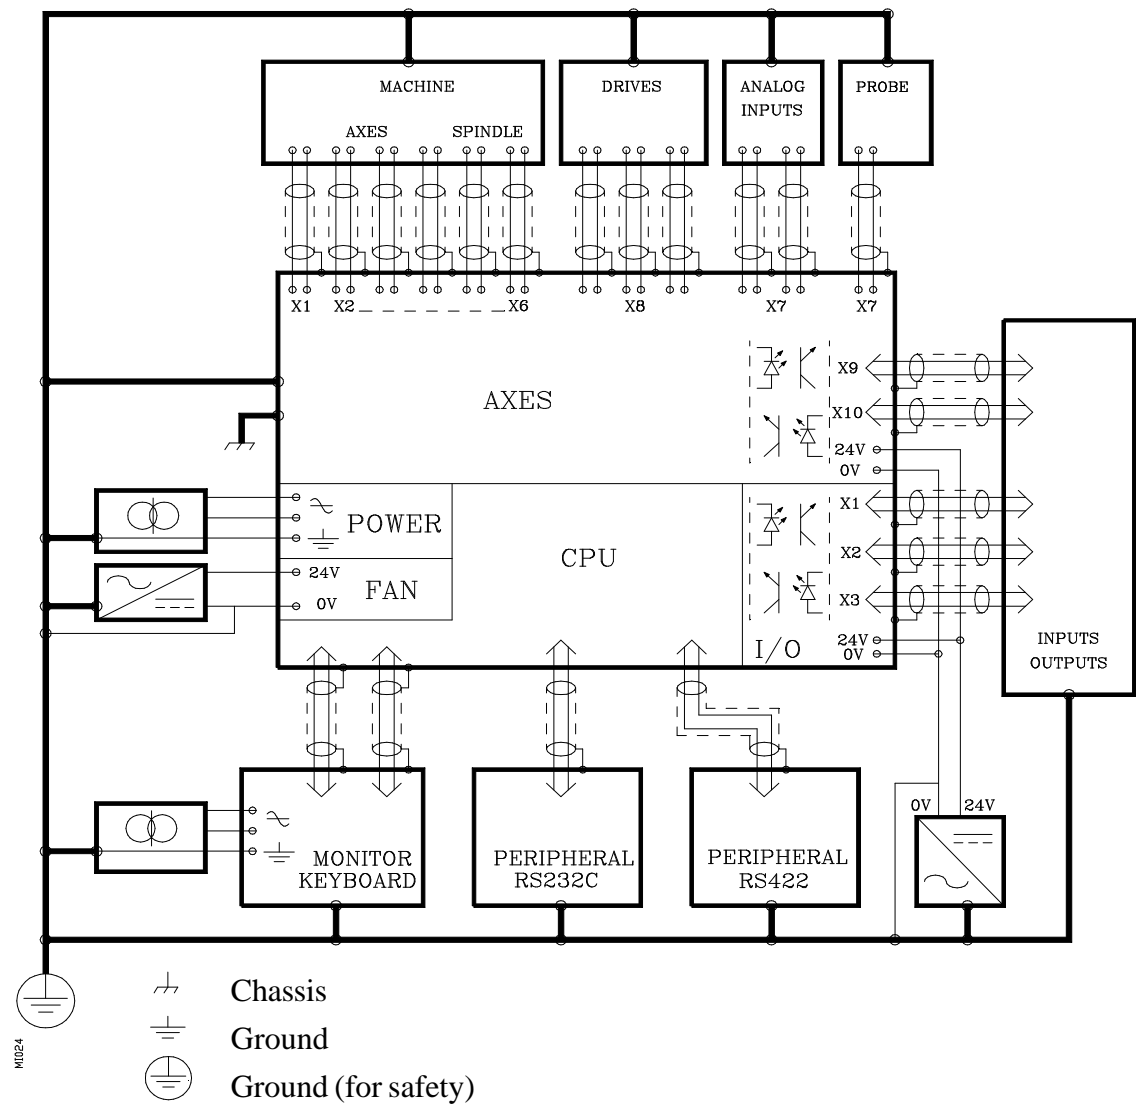 MACHINE
DRIVES
ANALOG
INPUTS
PROBE
AXES
SPINDLE
X1
X2
X6
X8
X7
X7
AXES
X9
X10
24V
0V
POWER
FAN
24V
0V
CPU
X1
X2
X3
I/O
24V
0V
INPUTS
OUTPUTS
MONITOR
KEYBOARD
PERIPHERAL
RS232C
PERIPHERAL
RS422
0V
24V
Chassis
Ground
Ground (for safety)
MI024